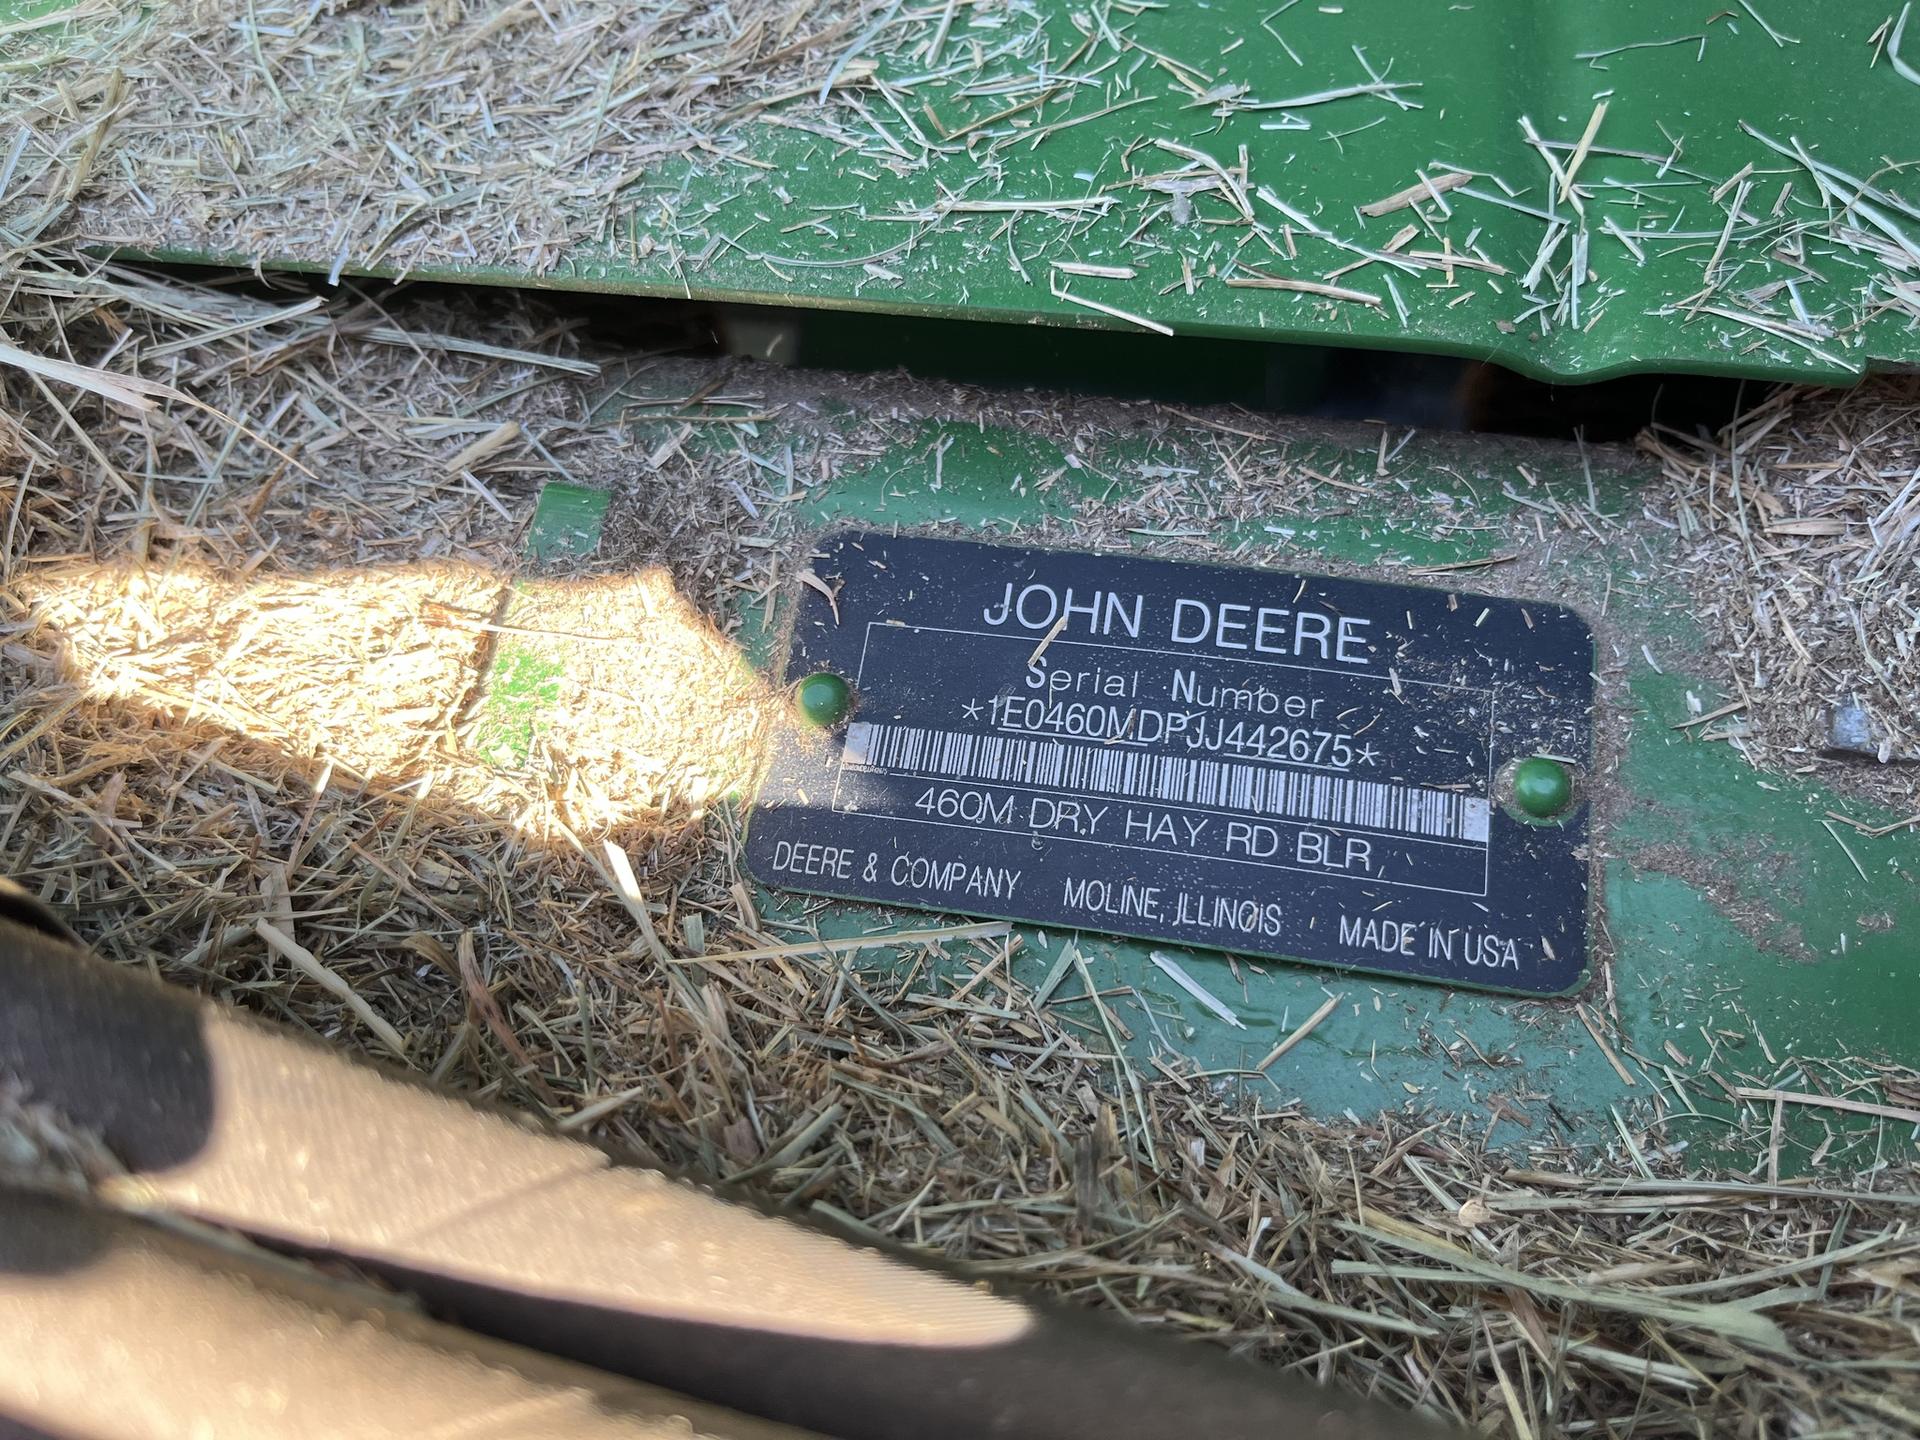 JOHN DEERE
Serial Number
*1E0460MDPJJ442675*
460M DRY HAY RD BLR
DEERE & COMPANY MOLINE, ILLINOIS MADE IN USA